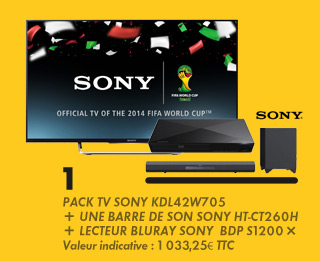 SONY
FIFA WORLD CUP
Brasil
OFFICIAL TV OF THE 2014 FIFA WORLD CUP™
SONY
1
PACK TV SONY KDL42W705
+ UNE BARRE DE SON SONY HT-CT260H
+ LECTEUR BLURAY SONY BDP S1200 ×
Valeur indicative : 1 033,25€ TTC